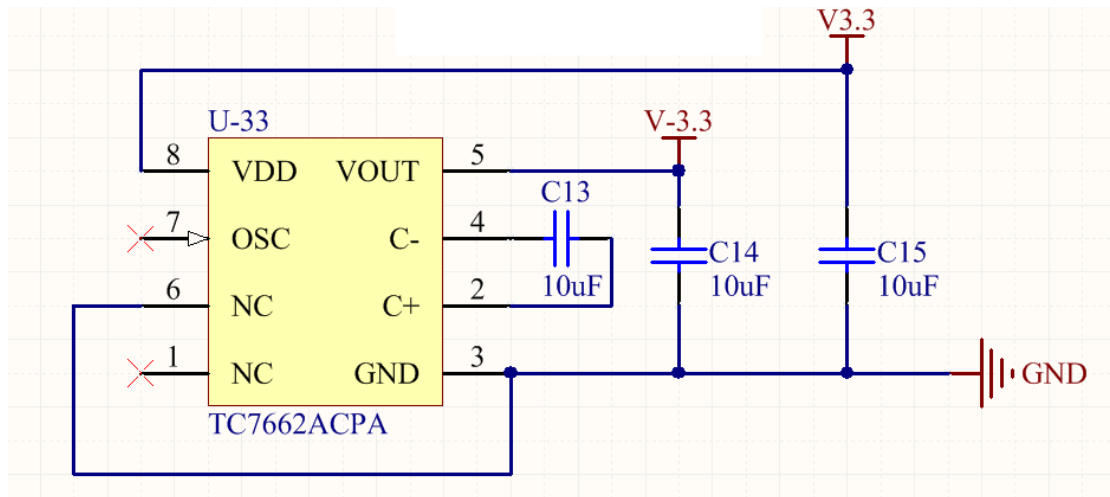 V3.3
U-33
V-3.3
8 VDD VOUT 5
C13
7 OSC C- 4
C14 C15
6 NC C+ 2
10uF 10uF 10uF
1 NC GND 3
GND
TC7662ACPA